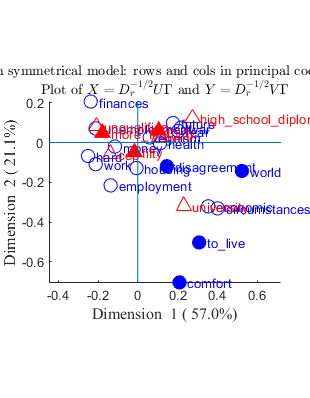 n symmetrical model: rows and cols in principal coo
Plot of X = D_r^{-1/2}UΓ and Y = D_r^{-1/2}VΓ
0.2
0
-0.2
-0.4
-0.6
Dimension 2 ( 21.1%)
finances
high_school_diplom
future
health
money
hard
work
housing
disagreement
world
employment
university
circumstances
to_live
comfort
-0.4
-0.2
0
0.2
0.4
0.6
Dimension 1 ( 57.0%)